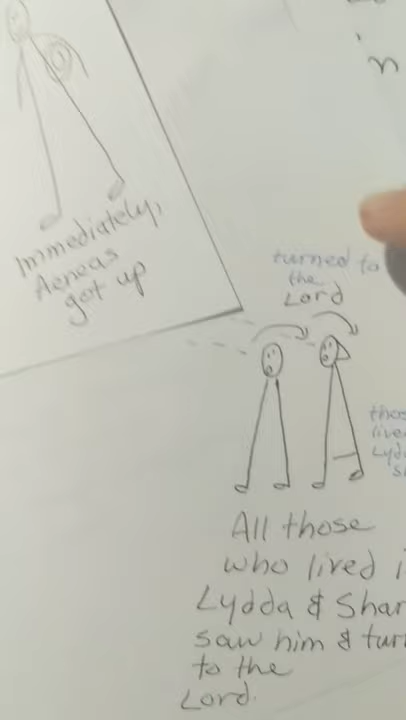 Immediately,
Aeneas
got up
in
turned to
the
Lord
All those
who lived i
Lydda & Shar
saw him & tur
to the
Lord.